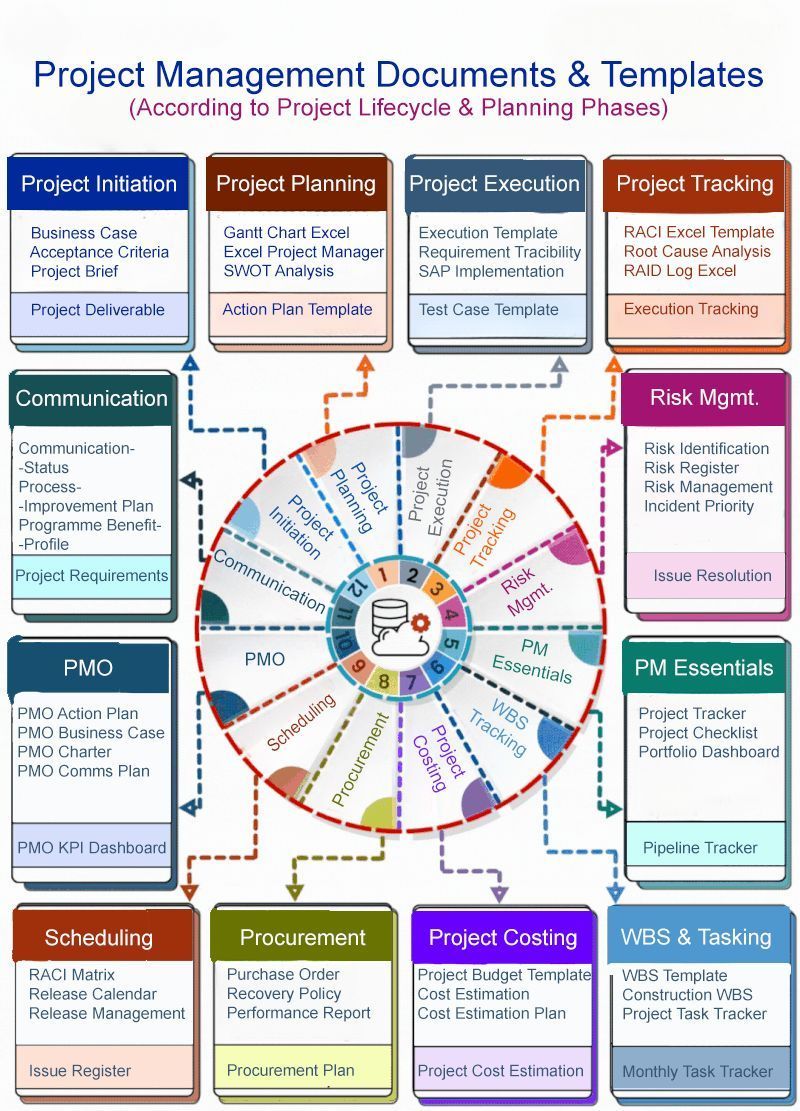 Project Management Documents & Templates
(According to Project Lifecycle & Planning Phases)
Project Initiation
Business Case
Acceptance Criteria
Project Brief
Project Deliverable
Project Planning
Gantt Chart Excel
Excel Project Manager
SWOT Analysis
Action Plan Template
Project Execution
Execution Template
Requirement Tracibility
SAP Implementation
Test Case Template
Project Tracking
RACI Excel Template
Root Cause Analysis
RAID Log Excel
Execution Tracking
Communication
Communication-
-Status
Process-
-Improvement Plan
Programme Benefit-
-Profile
Project Requirements
Risk Mgmt.
Risk Identification
Risk Register
Risk Management
Incident Priority
Issue Resolution
Project
Initiation
Project
Planning
Project
Execution
Project
Tracking
Risk
Mgmt.
PM
Essentials
WBS
Tracking
Project
Costing
Procurement
Scheduling
PMO
Communication
1
2
3
4
5
6
7
8
9
10
11
12
PMO
PMO Action Plan
PMO Business Case
PMO Charter
PMO Comms Plan
PMO KPI Dashboard
PM Essentials
Project Tracker
Project Checklist
Portfolio Dashboard
Pipeline Tracker
Scheduling
RACI Matrix
Release Calendar
Release Management
Issue Register
Procurement
Purchase Order
Recovery Policy
Performance Report
Procurement Plan
Project Costing
Project Budget Template
Cost Estimation
Cost Estimation Plan
Project Cost Estimation
WBS & Tasking
WBS Template
Construction WBS
Project Task Tracker
Monthly Task Tracker